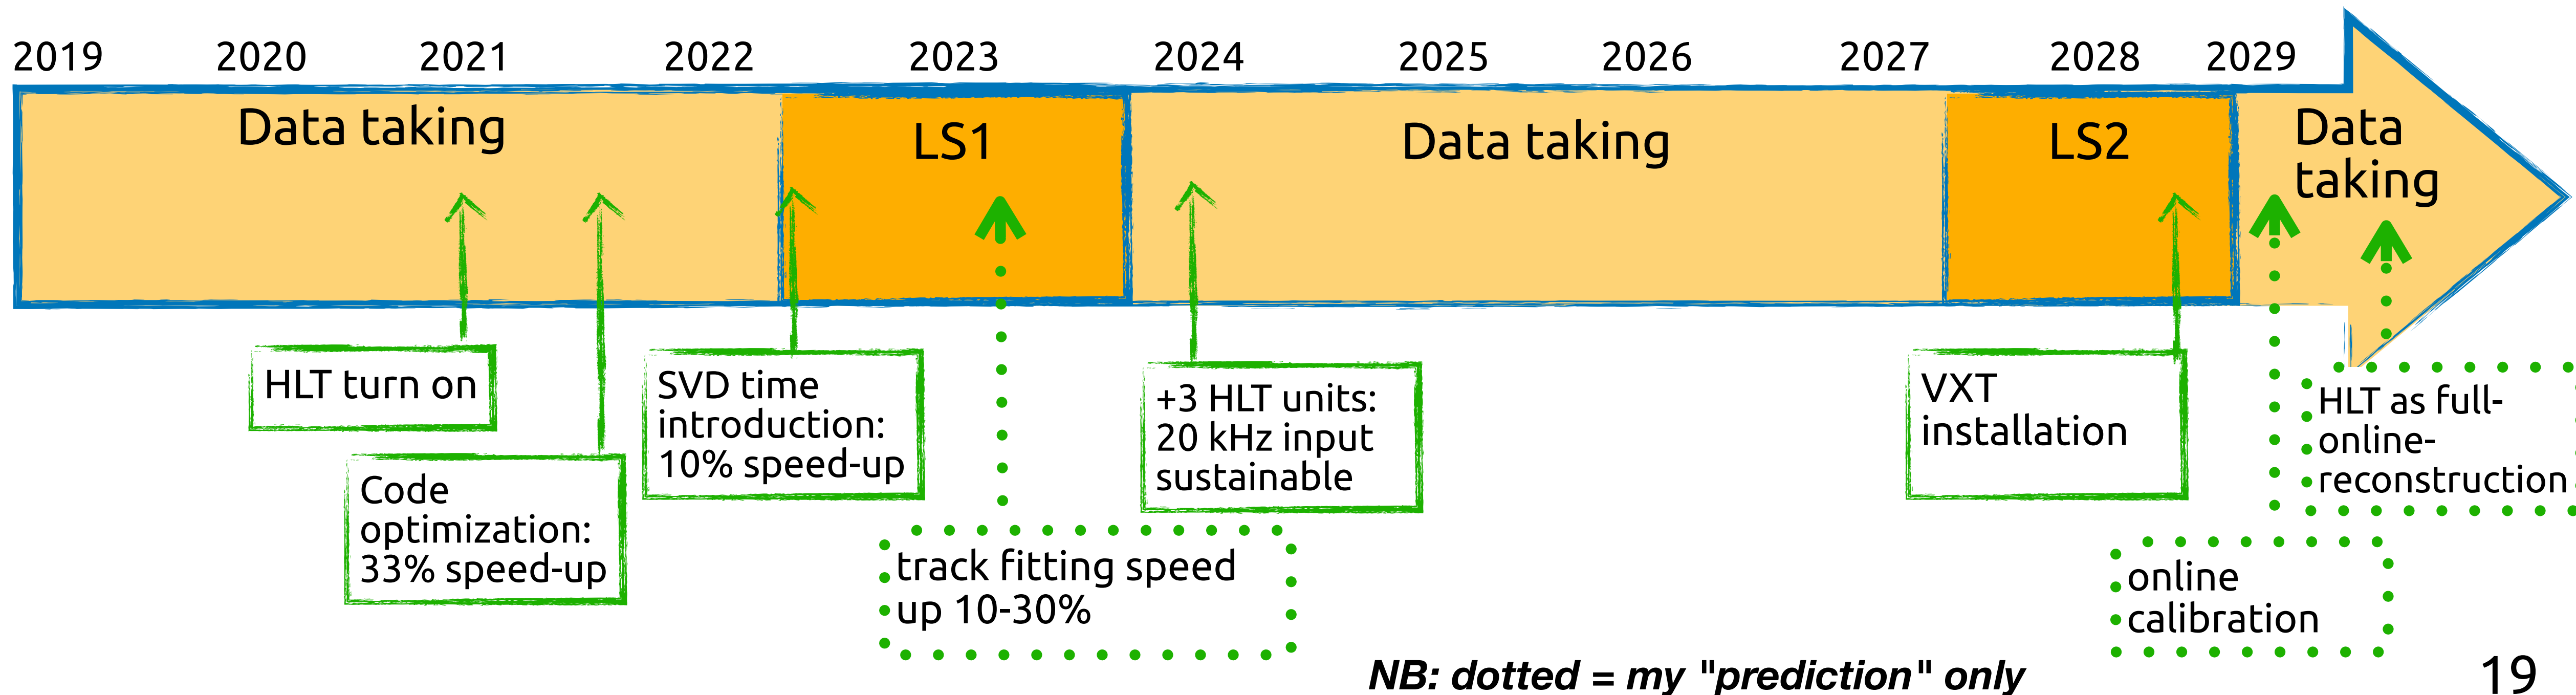 2019 2020 2021 2022 2023 2024 2025 2026 2027 2028 2029
Data taking
LS1
Data taking
LS2
Data
taking
HLT turn on
Code
optimization:
33% speed-up
SVD time
introduction:
10% speed-up
track fitting speed
up 10-30%
+3 HLT units:
20 kHz input
sustainable
VXT
installation
online
calibration
HLT as full-
online-
reconstruction
NB: dotted = my "prediction" only
19